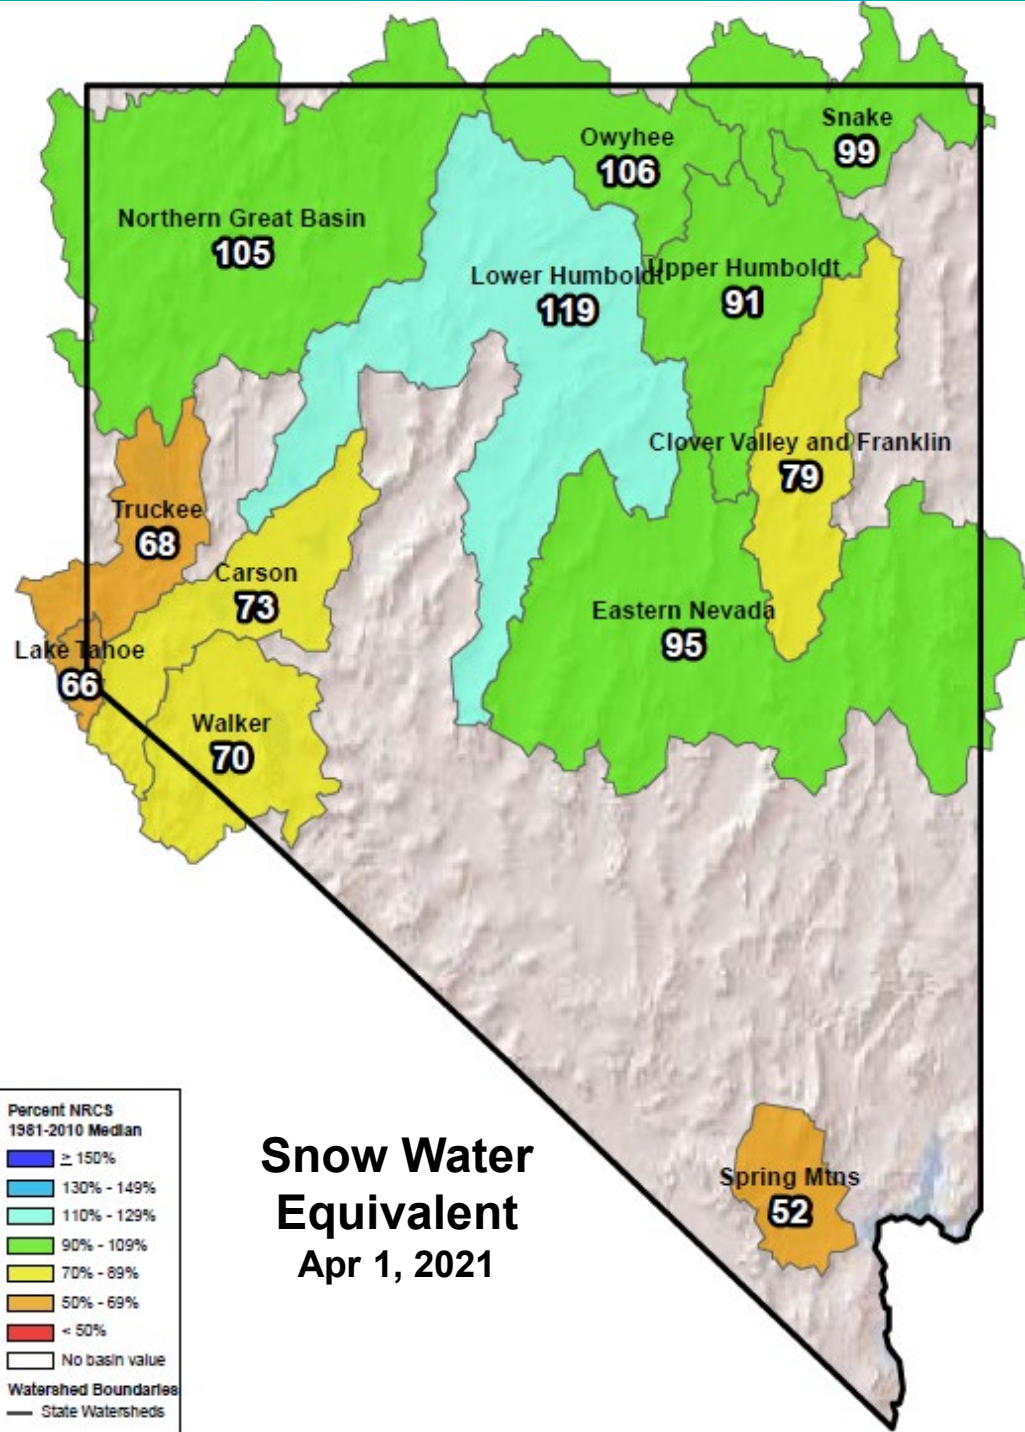 Snake
99
Owyhee
106
Northern Great Basin
105
Lower Humboldt
119
Upper Humboldt
91
Clover Valley and Franklin
79
Truckee
68
Carson
73
Eastern Nevada
95
Lake Tahoe
66
Walker
70
Spring Mtns
52
Snow Water
Equivalent
Apr 1, 2021
Percent NRCS
1981-2010 Median
≥ 150%
130% - 149%
110% - 129%
90% - 109%
70% - 89%
50% - 69%
< 50%
No basin value
Watershed Boundaries
State Watersheds